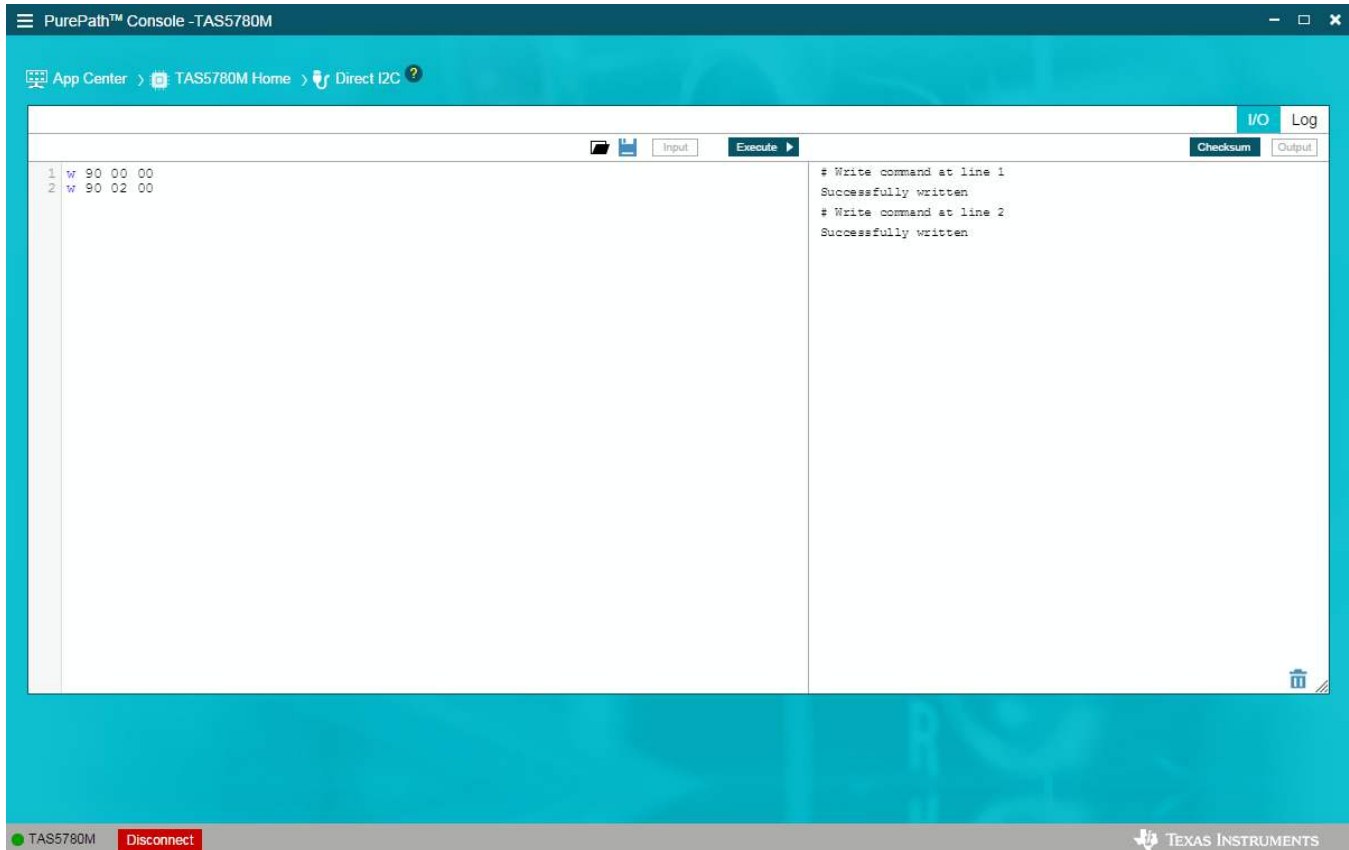 PurePath™ Console -TAS5780M
App Center > TAS5780M Home > Direct I2C ?
I/O Log
Input Execute Checksum Output
1 w 90 00 00
2 w 90 02 00
# Write command at line 1
Successfully written
# Write command at line 2
Successfully written
TAS5780M Disconnect TEXAS INSTRUMENTS